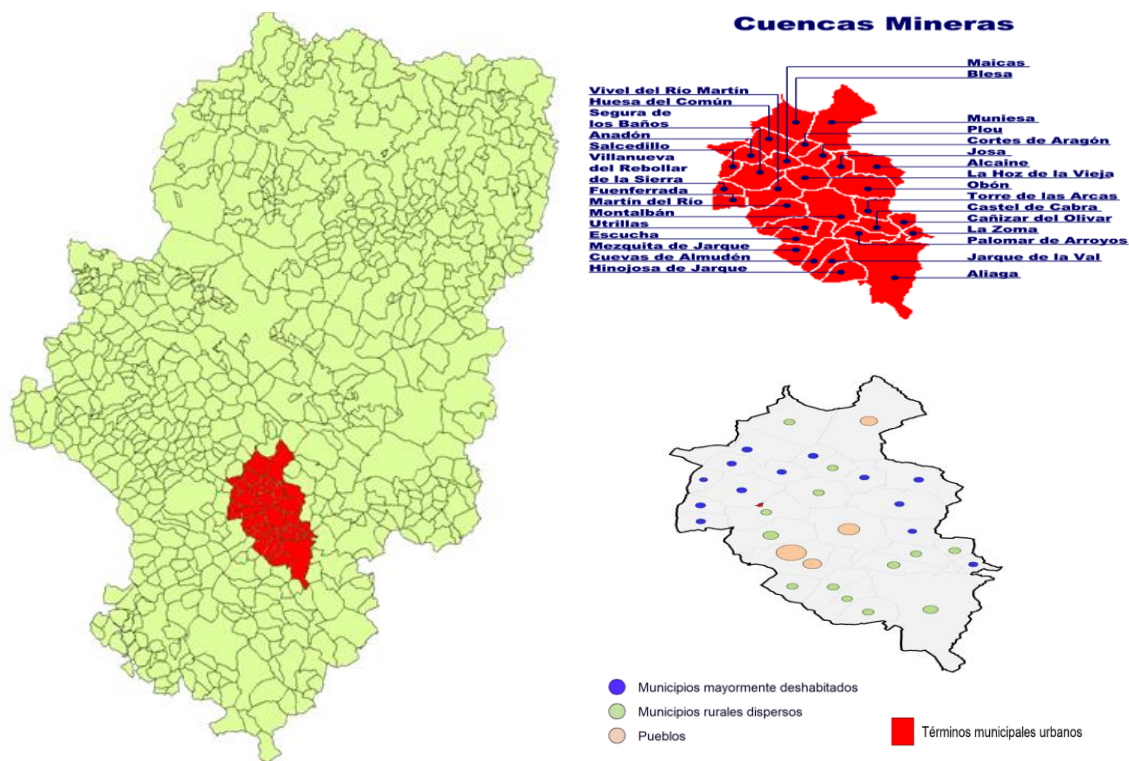 Cuencas Mineras
Maicas
Blesa
Vivel del Río Martín
Huesa del Común
Segura de
los Baños
Anadón
Salcedillo
Villanueva
del Rebollar
de la Sierra
Fuenferrada
Martín del Río
Montalbán
Utrillas
Escucha
Mezquita de Jarque
Cuevas de Almudén
Hinojosa de Jarque
Muniesa
Plou
Cortes de Aragón
Josa
Alcaine
La Hoz de la Vieja
Obón
Torre de las Arcas
Castel de Cabra
Cañizar del Olivar
La Zoma
Palomar de Arroyos
Jarque de la Val
Aliaga
Municipios mayormente deshabitados
Municipios rurales dispersos
Pueblos
Términos municipales urbanos